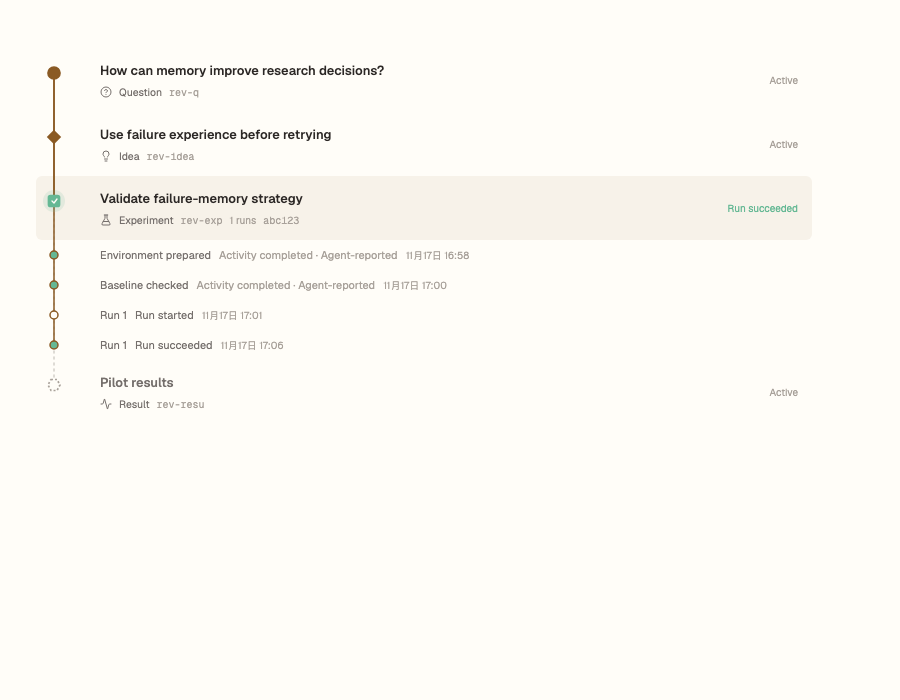 How can memory improve research decisions?
Active
Question rev-q
Use failure experience before retrying
Active
Idea rev-idea
Validate failure-memory strategy
Run succeeded
Experiment rev-exp 1 runs abc123
Environment prepared Activity completed · Agent-reported 11月17日 16:58
Baseline checked Activity completed · Agent-reported 11月17日 17:00
Run 1 Run started 11月17日 17:01
Run 1 Run succeeded 11月17日 17:06
Pilot results
Active
Result rev-resu